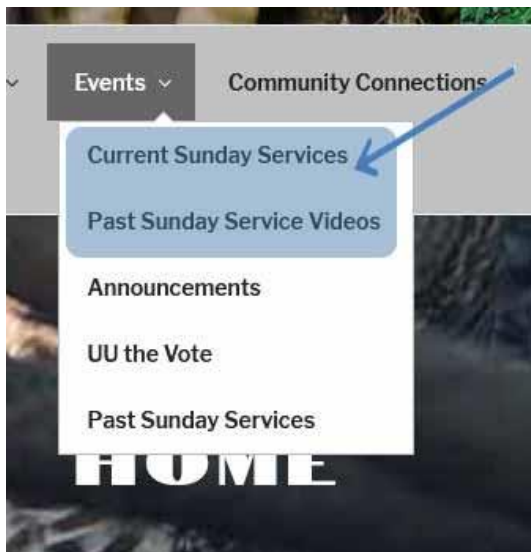 Events Community Connections
Current Sunday Services
Past Sunday Service Videos
Announcements
UU the Vote
Past Sunday Services
HOME